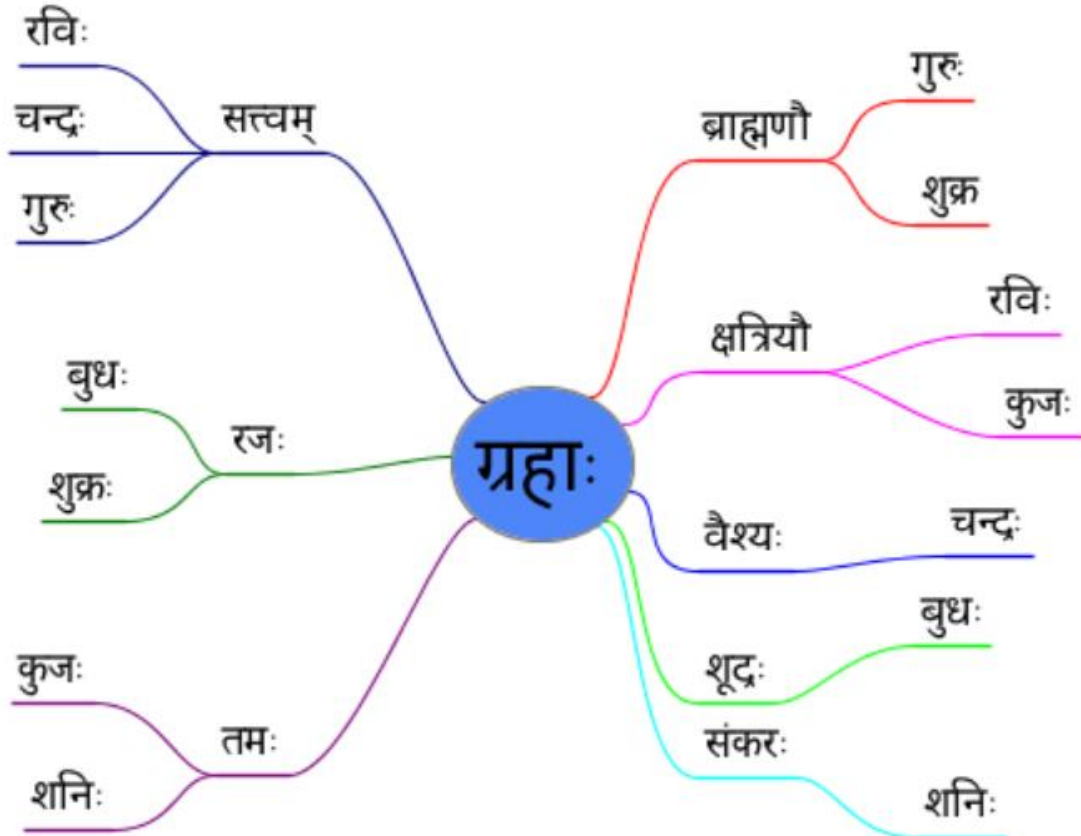 रविः
चन्द्रः
गुरुः
सत्त्वम्
बुधः
शुक्रः
रजः
कुजः
शनिः
तमः
ग्रहाः
ब्राह्मणौ
गुरुः
शुक्र
क्षत्रियौ
रविः
कुजः
वैश्यः
चन्द्रः
शूद्रः
बुधः
संकरः
शनिः